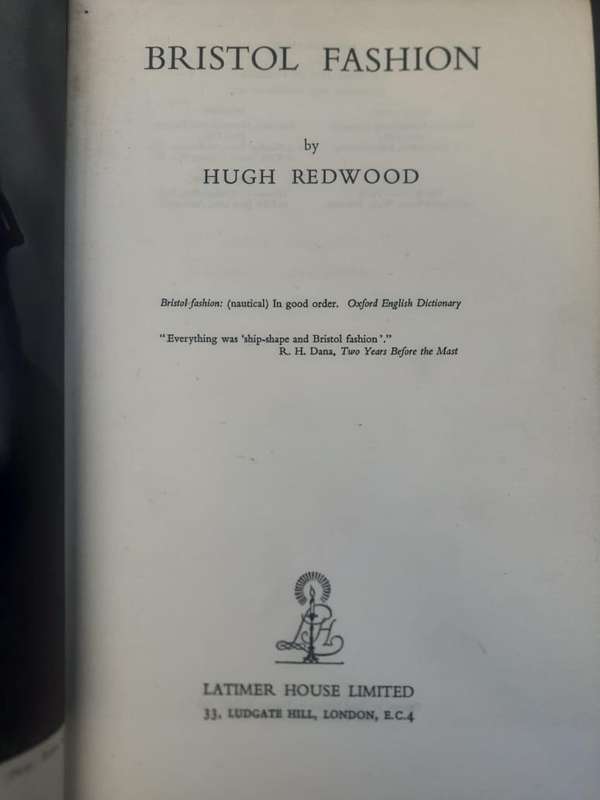 BRISTOL FASHION
by
HUGH REDWOOD
Bristol-fashion: (nautical) In good order. Oxford English Dictionary
"Everything was 'ship-shape and Bristol fashion'."
R. H. Dana, Two Years Before the Mast
LH
LATIMER HOUSE LIMITED
33, LUDGATE HILL, LONDON, E.C.4